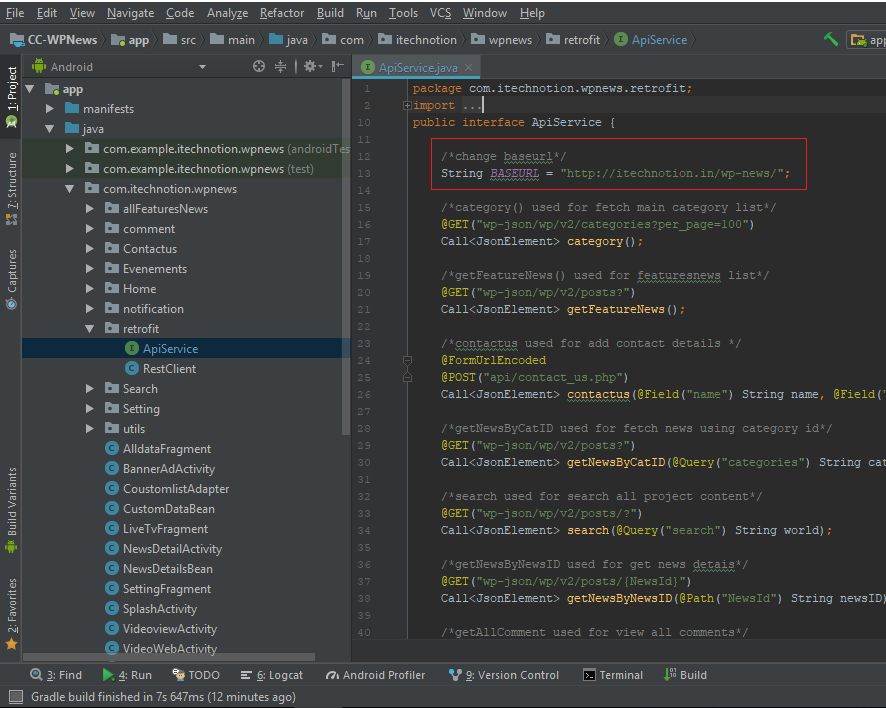 File Edit View Navigate Code Analyze Refactor Build Run Tools VCS Window Help
CC-WPNews app src main java com itechnotion wpnews retrofit ApiService app
Android
ApiService.java
1: Project
7: Structure
Captures
Build Variants
2: Favorites
app
manifests
java
com.example.itechnotion.wpnews (androidTes
com.example.itechnotion.wpnews (test)
com.itechnotion.wpnews
allFeaturesNews
comment
Contactus
Evenements
Home
notification
retrofit
ApiService
RestClient
Search
Setting
utils
AlldataFragment
BannerAdActivity
CoustomlistAdapter
CustomDataBean
LiveTvFragment
NewsDetailActivity
NewsDetailsBean
SettingFragment
SplashActivity
VideoviewActivity
VideoWebActivity
1 package com.itechnotion.wpnews.retrofit;
2 import ...
10 public interface ApiService {
11
12 /*change baseurl*/
13 String BASEURL = "http://itechnotion.in/wp-news/";
14
15 /*category() used for fetch main category list*/
16 @GET("wp-json/wp/v2/categories?per_page=100")
17 Call<JsonElement> category();
18
19 /*getFeatureNews() used for featuresnews list*/
20 @GET("wp-json/wp/v2/posts?")
21 Call<JsonElement> getFeatureNews();
22
23 /*contactus used for add contact details */
24 @FormUrlEncoded
25 @POST("api/contact_us.php")
26 Call<JsonElement> contactus(@Field("name") String name, @Field("
27
28 /*getNewsByCatID used for fetch news using category id*/
29 @GET("wp-json/wp/v2/posts?")
30 Call<JsonElement> getNewsByCatID(@Query("categories") String cat
31
32 /*search used for search all project content*/
33 @GET("wp-json/wp/v2/posts/?")
34 Call<JsonElement> search(@Query("search") String world);
35
36 /*getNewsByNewsID used for get news detais*/
37 @GET("wp-json/wp/v2/posts/{NewsId}")
38 Call<JsonElement> getNewsByNewsID(@Path("NewsId") String newsID)
39
40 /*getAllComment used for view all comments*/
3: Find 4: Run TODO 6: Logcat Android Profiler 9: Version Control Terminal Build
Gradle build finished in 7s 647ms (12 minutes ago)